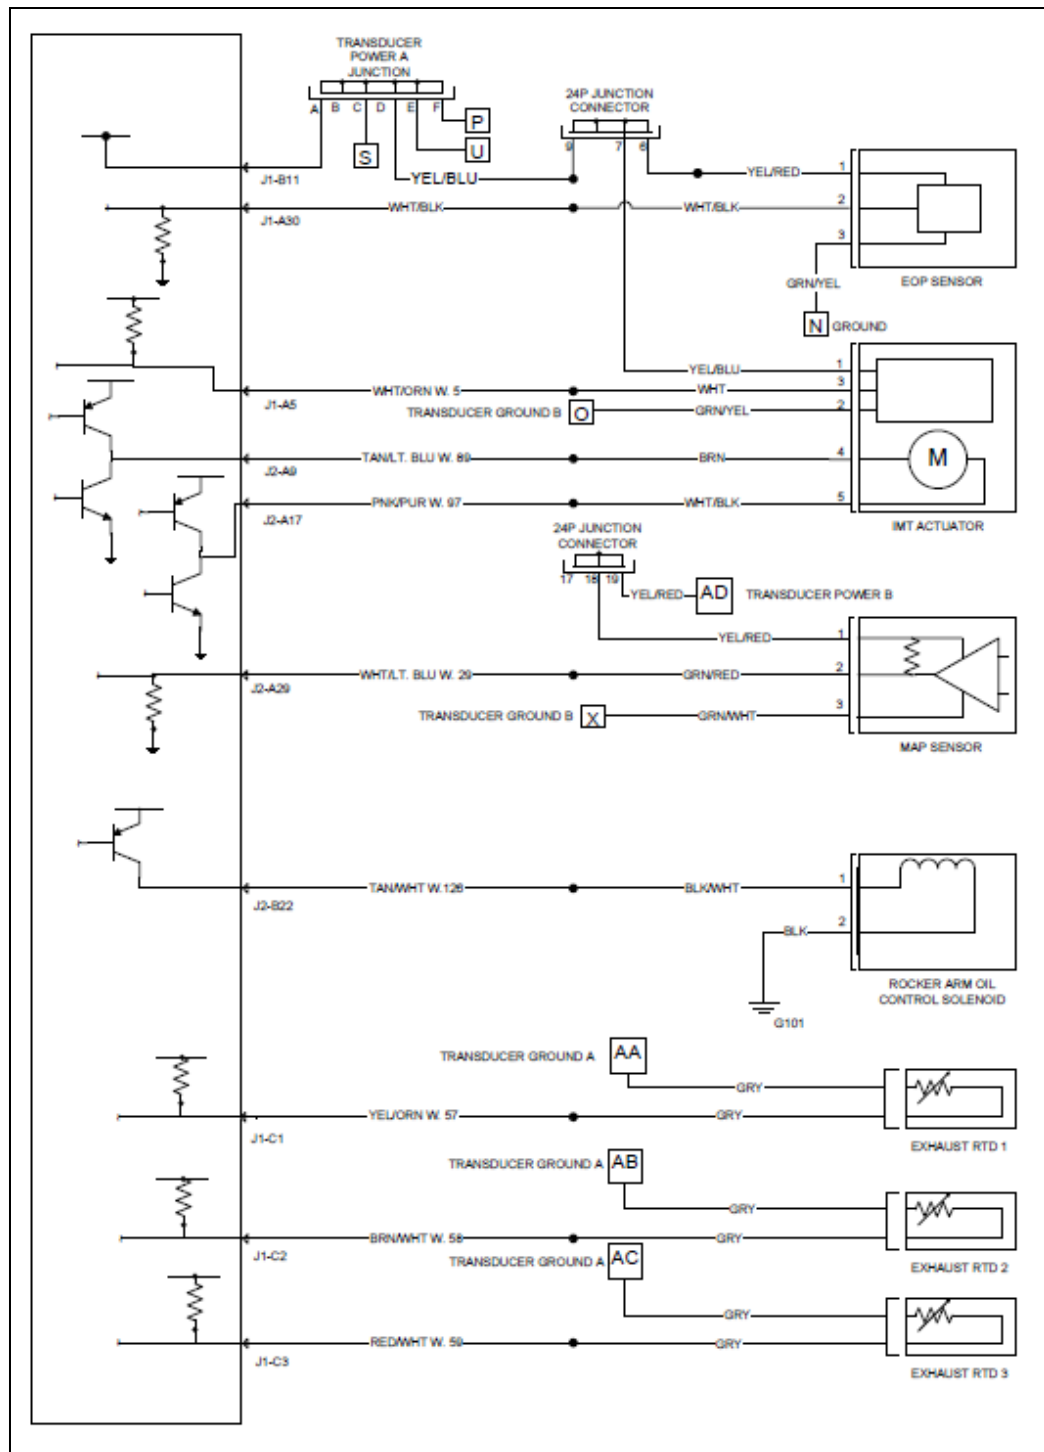 TRANSDUCER
POWER A
JUNCTION
A B C D E F
P
S
U
24P JUNCTION
CONNECTOR
9 7 6
J1-B11
YEL/BLU
YEL/RED
1
J1-A30
WHT/BLK
WHT/BLK
2
3
GRN/YEL
EOP SENSOR
N GROUND
YEL/BLU
1
J1-A5
WHT/ORN W. 5
WHT
3
TRANSDUCER GROUND B
O
GRN/YEL
2
J2-A9
TAN/LT. BLU W. 89
BRN
4
M
J2-A17
PNK/PUR W. 97
WHT/BLK
5
IMT ACTUATOR
24P JUNCTION
CONNECTOR
17 18 19
YEL/RED
AD
TRANSDUCER POWER B
YEL/RED
1
J2-A29
WHT/LT. BLU W. 29
GRN/RED
2
TRANSDUCER GROUND B
X
GRN/WHT
3
MAP SENSOR
J2-B22
TAN/WHT W.126
BLK/WHT
1
BLK
2
ROCKER ARM OIL
CONTROL SOLENOID
G101
TRANSDUCER GROUND A
AA
GRY
J1-C1
YEL/ORN W. 57
GRY
EXHAUST RTD 1
TRANSDUCER GROUND A
AB
GRY
J1-C2
BRN/WHT W. 58
GRY
EXHAUST RTD 2
TRANSDUCER GROUND A
AC
GRY
J1-C3
RED/WHT W. 59
GRY
EXHAUST RTD 3